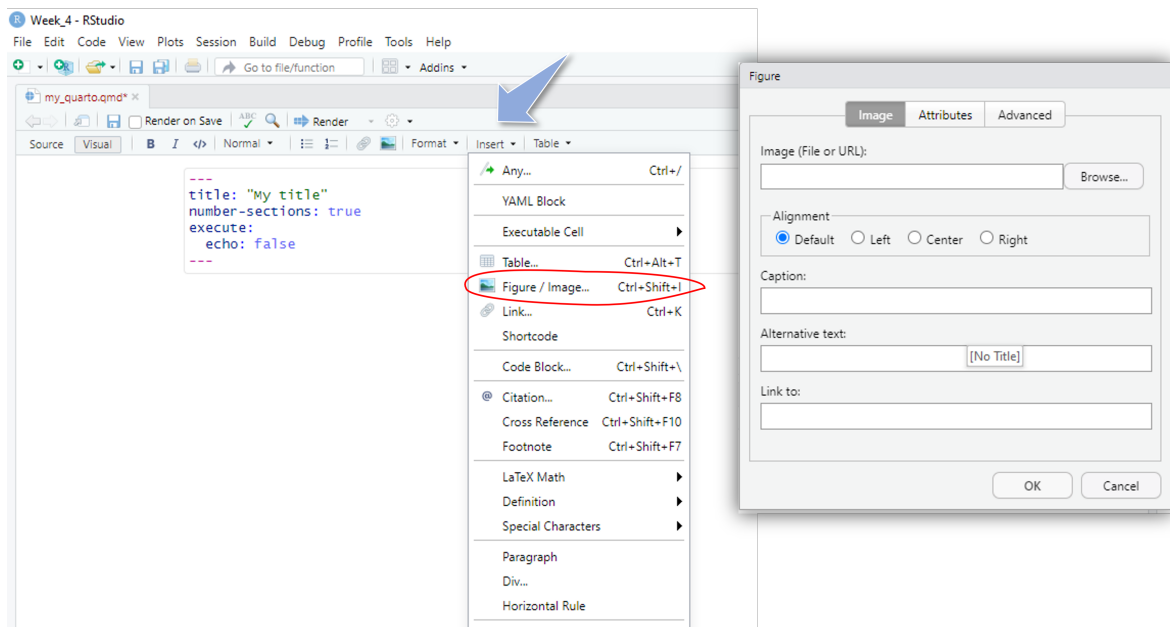 Week_4 - RStudio
File Edit Code View Plots Session Build Debug Profile Tools Help
Go to file/function Addins
my_quarto.qmd*
Render on Save ABC Render
Source Visual B I </> Normal Format Insert Table
---
title: "My title"
number-sections: true
execute:
  echo: false
---
Any... Ctrl+/
YAML Block
Executable Cell
Table... Ctrl+Alt+T
Figure / Image... Ctrl+Shift+I
Link... Ctrl+K
Shortcode
Code Block... Ctrl+Shift+\
@ Citation... Ctrl+Shift+F8
Cross Reference Ctrl+Shift+F10
Footnote Ctrl+Shift+F7
LaTeX Math
Definition
Special Characters
Paragraph
Div...
Horizontal Rule
Figure
Image Attributes Advanced
Image (File or URL):
Browse...
Alignment
Default Left Center Right
Caption:
Alternative text:
[No Title]
Link to:
OK Cancel